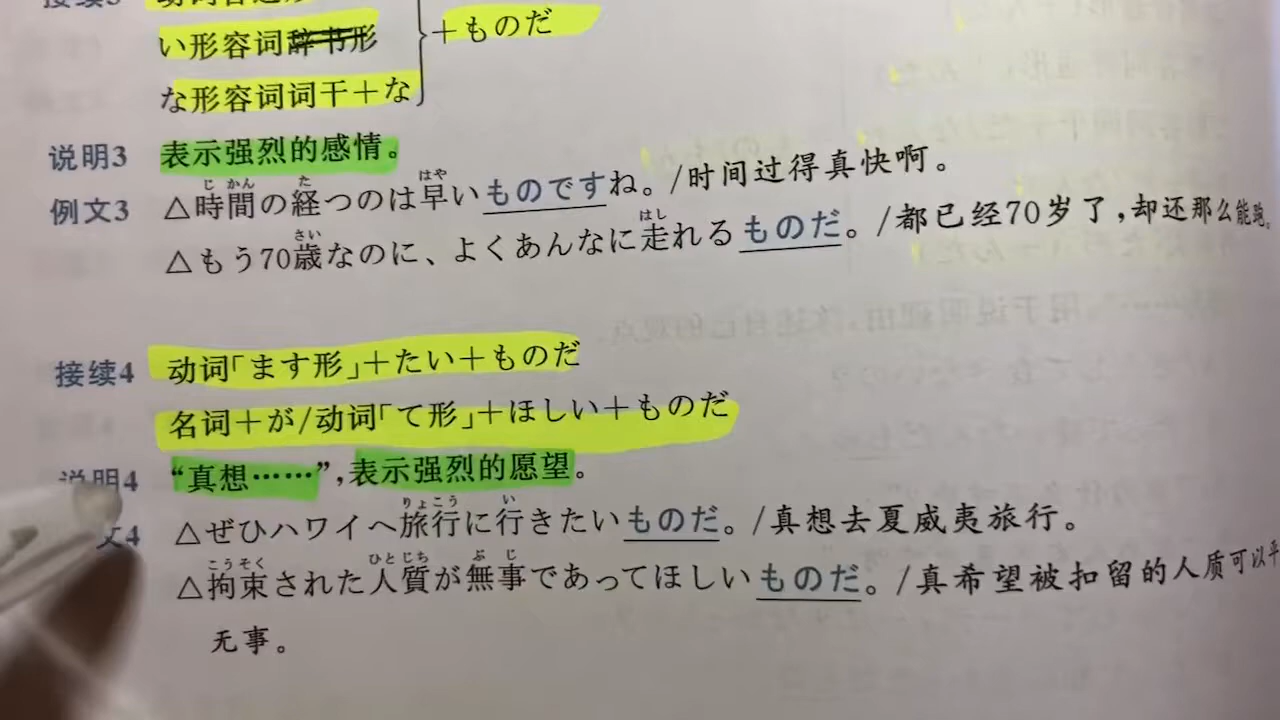 い形容词辞书形
な形容词词干＋な
＋ものだ
说明3 表示强烈的感情。
例文3 △時間の経つのは早いものですね。/时间过得真快啊。
△もう70歳なのに、よくあんなに走れるものだ。/都已经70岁了，却还那么能跑。
接续4 动词「ます形」＋たい＋ものだ
名词＋が/动词「て形」＋ほしい＋ものだ
说明4 “真想……”，表示强烈的愿望。
文4 △ぜひハワイへ旅行に行きたいものだ。/真想去夏威夷旅行。
△拘束された人質が無事であってほしいものだ。/真希望被扣留的人质可以平
无事。